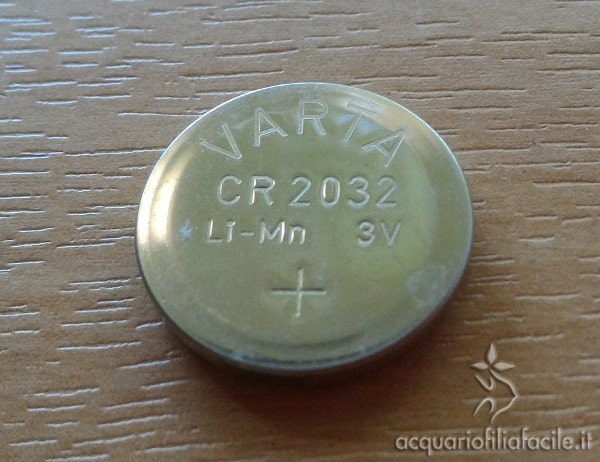 VARTA
CR 2032
Li-Mn 3V
+
acquariofiliafacile.it